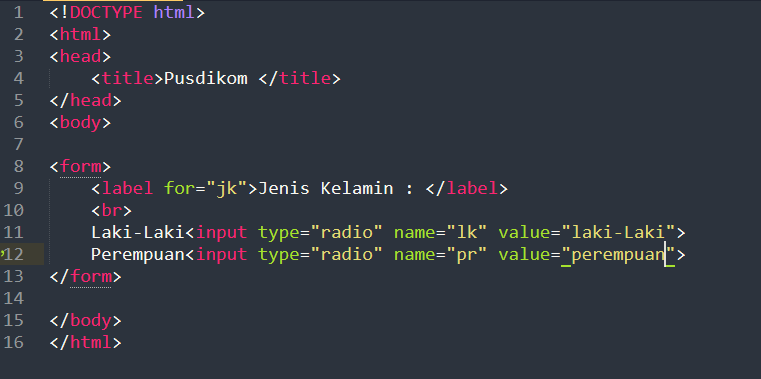 1 <!DOCTYPE html>
2 <html>
3 <head>
4     <title>Pusdikom </title>
5 </head>
6 <body>
7
8 <form>
9     <label for="jk">Jenis Kelamin : </label>
10     <br>
11     Laki-Laki<input type="radio" name="lk" value="laki-Laki">
12     Perempuan<input type="radio" name="pr" value="perempuan">
13 </form>
14
15 </body>
16 </html>